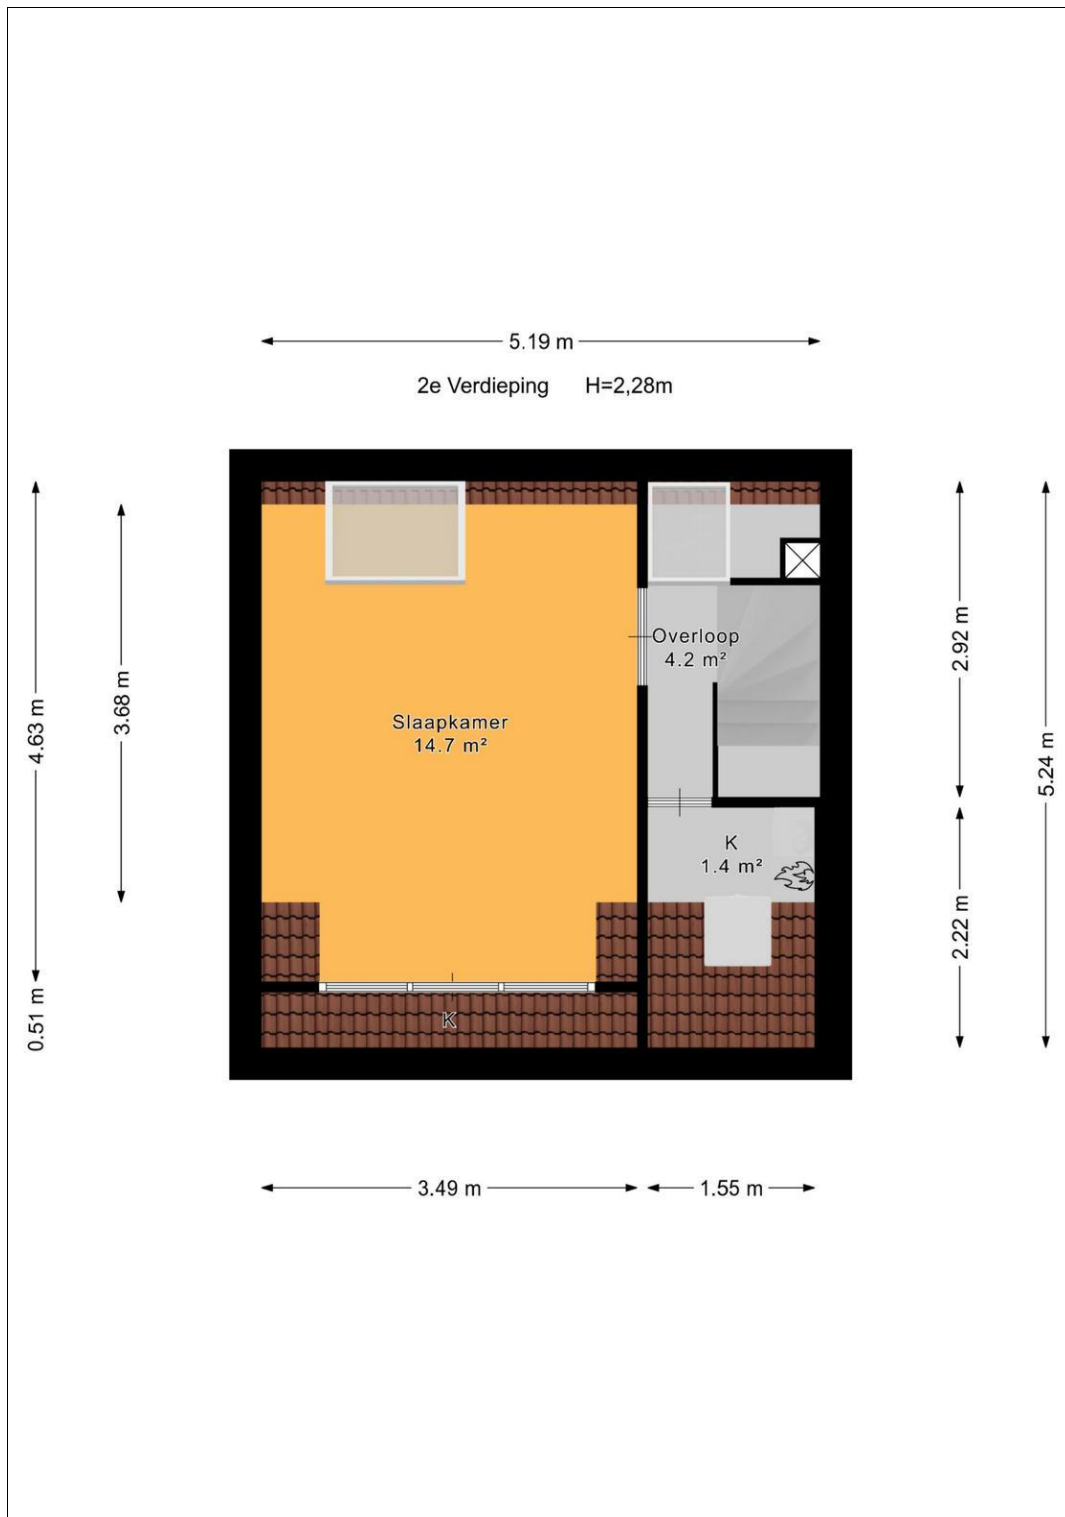 5.19 m
2e Verdieping H=2,28m
4.63 m
3.68 m
0.51 m
Overloop
4.2 m²
Slaapkamer
14.7 m²
K
1.4 m²
K
2.92 m
2.22 m
5.24 m
3.49 m
1.55 m